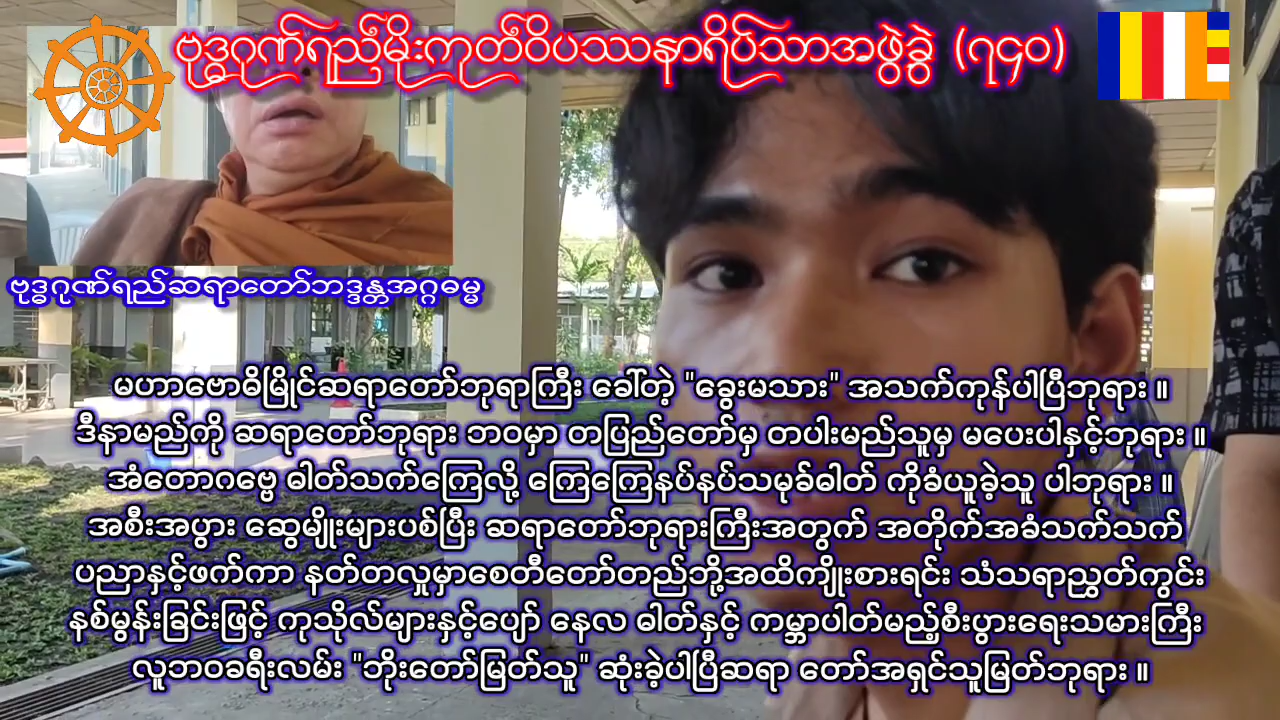 ဗုဒ္ဓဂုဏ်ရည်မိုးကုတ်ဝိပဿနာရိပ်သာအဖွဲ့ခွဲ (၇၄၀)
ဗုဒ္ဓဂုဏ်ရည်ဆရာတော်ဘဒ္ဒန္တအဂ္ဂဓမ္မ
မဟာဗောဓိမြိုင်ဆရာတော်ဘုရာကြီး ခေါ်တဲ့ "ခွေးမသား" အသက်ကုန်ပါပြီဘုရား ။
ဒီနာမည်ကို ဆရာတော်ဘုရား ဘဝမှာ တပြည်တော်မှ တပါးမည်သူမှ မပေးပါနှင့်ဘုရား ။
အံတောဂဗ္ဗေ ဓါတ်သက်ကြေလို့ ကြေကြေနပ်နပ်သမုခ်ဓါတ် ကိုခံယူခဲ့သူ ပါဘုရား ။
အစီးအပွား ဆွေမျိုးများပစ်ပြီး ဆရာတော်ဘုရားကြီးအတွက် အတိုက်အခံသက်သက်
ပညာနှင့်ဖက်ကာ နတ်တလှုမှာစေတီတော်တည်ဘို့အထိကျိုးစားရင်း သံသရာညွှတ်ကွင်း
နစ်မွန်းခြင်းဖြင့် ကုသိုလ်များနှင့်ပျော် နေလ ဓါတ်နှင့် ကမ္ဘာပါတ်မည့်စီးပွားရေးသမားကြီး
လူဘဝခရီးလမ်း "ဘိုးတော်မြတ်သူ" ဆုံးခဲ့ပါပြီဆရာ တော်အရှင်သူမြတ်ဘုရား ။